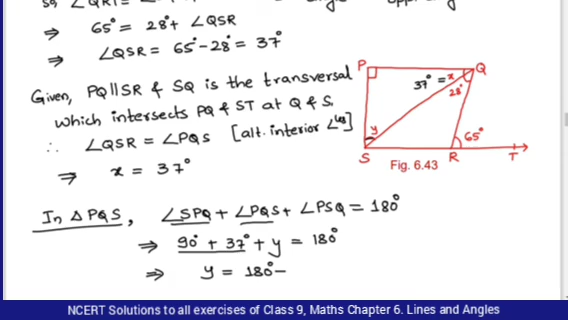 ⇒ 65° = 28° + ∠QSR
⇒ ∠QSR = 65° - 28° = 37°
Given, PQ∥SR & SQ is the transversal
which intersects PQ & ST at Q & S.
∴ ∠QSR = ∠PQS [alt. interior ∠les]
⇒ x = 37°
In △PQS, ∠SPQ + ∠PQS + ∠PSQ = 180°
⇒ 90° + 37° + y = 180°
⇒ y = 180° -
P Q
37° = x
28°
y
65°
S R T
Fig. 6.43
NCERT Solutions to all exercises of Class 9, Maths Chapter 6. Lines and Angles